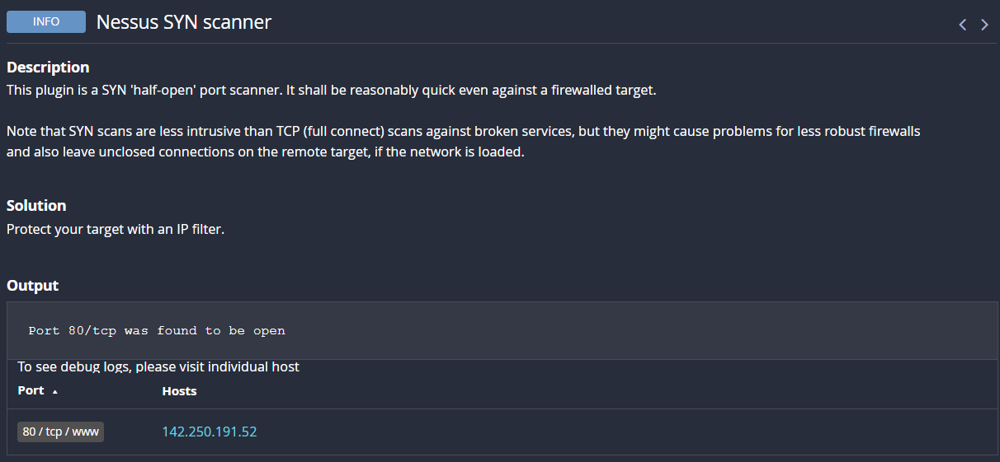 INFO Nessus SYN scanner
Description
This plugin is a SYN 'half-open' port scanner. It shall be reasonably quick even against a firewalled target.
Note that SYN scans are less intrusive than TCP (full connect) scans against broken services, but they might cause problems for less robust firewalls
and also leave unclosed connections on the remote target, if the network is loaded.
Solution
Protect your target with an IP filter.
Output
Port 80/tcp was found to be open
To see debug logs, please visit individual host
Port ▲ Hosts
80 / tcp / www 142.250.191.52